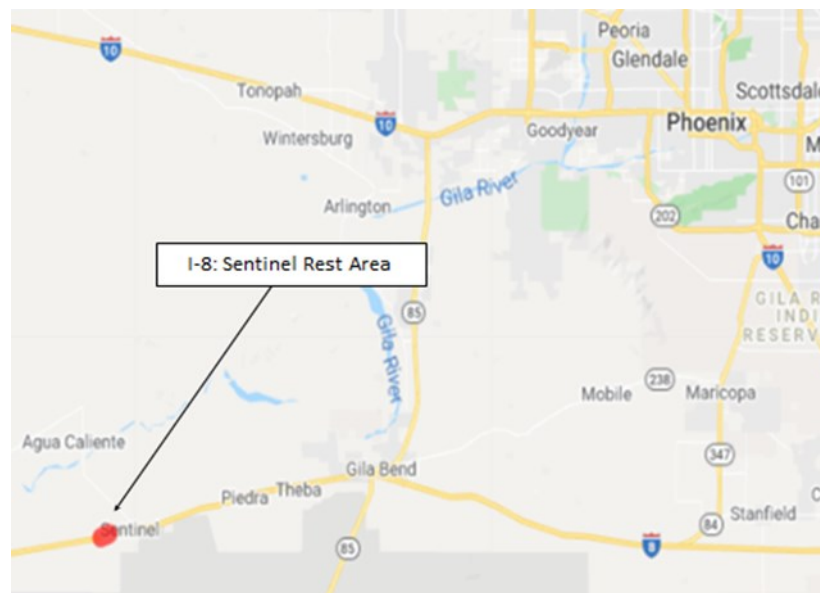 Peoria
10
Glendale
Tonopah
Scottsdal
10
Phoenix
Goodyear
Wintersburg
M
101
Gila River
Arlington
202
Cha
I-8: Sentinel Rest Area
10
GILA R
INDI
RESERV
85
Gila River
238
Mobile
Maricopa
Agua Caliente
347
Gila Bend
Theba
Piedra
Stanfield
84
Sentinel
85
8
C